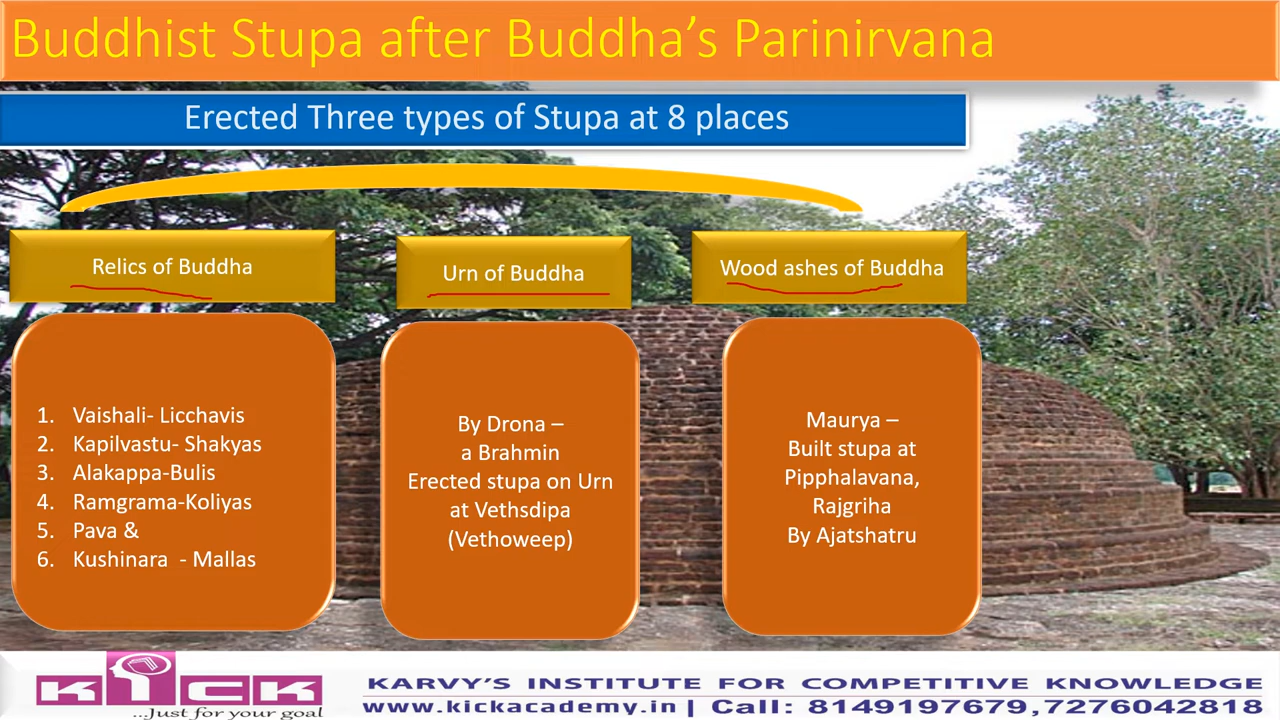 Buddhist Stupa after Buddha's Parinirvana
Erected Three types of Stupa at 8 places
Relics of Buddha
1. Vaishali- Licchavis
2. Kapilvastu- Shakyas
3. Alakappa-Bulis
4. Ramgrama-Koliyas
5. Pava &
6. Kushinara - Mallas
Urn of Buddha
By Drona –
a Brahmin
Erected stupa on Urn
at Vethsdipa
(Vethoweep)
Wood ashes of Buddha
Maurya –
Built stupa at
Pipphalavana,
Rajgriha
By Ajatshatru
KICK
...Just for your goal
KARVY'S INSTITUTE FOR COMPETITIVE KNOWLEDGE
www.kickacademy.in | Call: 8149197679,7276042818